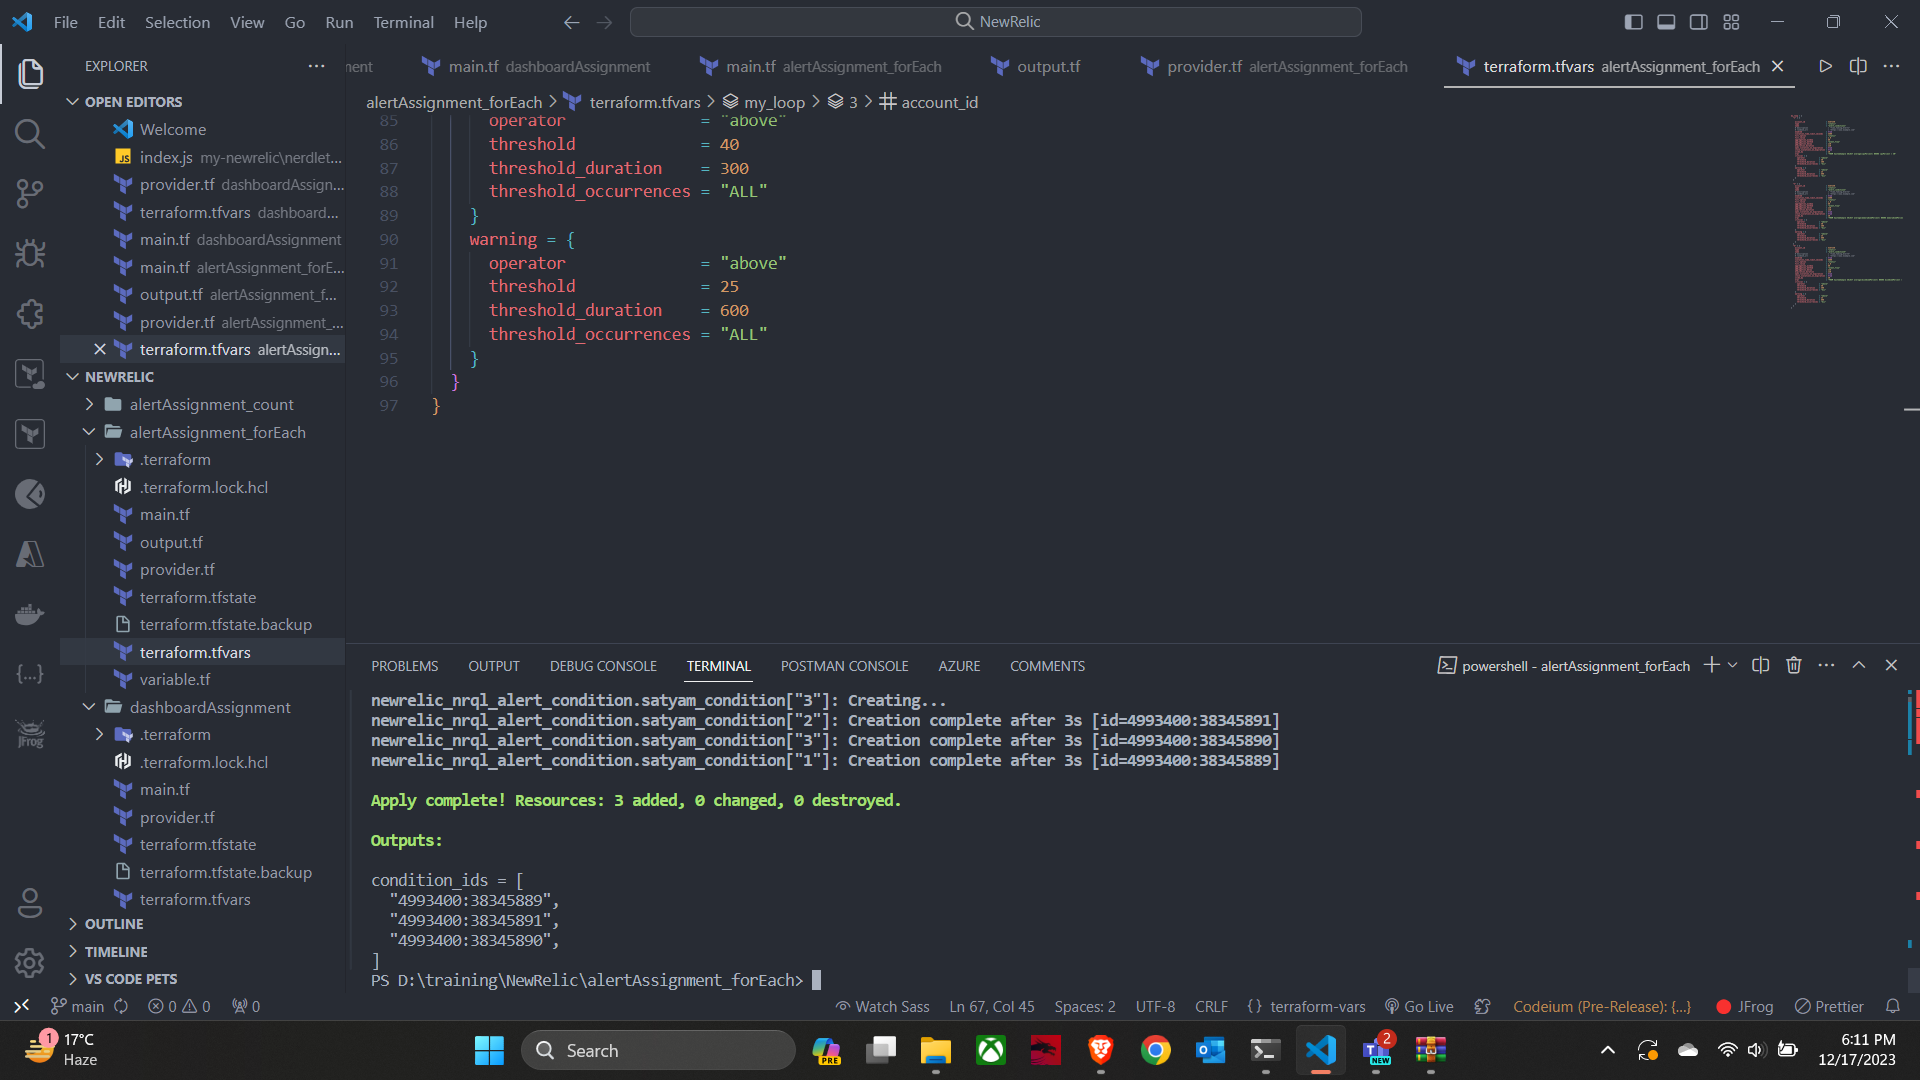 File Edit Selection View Go Run Terminal Help
NewRelic
EXPLORER
OPEN EDITORS
Welcome
JS index.js my-newrelic\nerdlet...
provider.tf dashboardAssign...
terraform.tfvars dashboard...
main.tf dashboardAssignment
main.tf alertAssignment_forE...
output.tf alertAssignment_f...
provider.tf alertAssignment_...
terraform.tfvars alertAssign...
NEWRELIC
alertAssignment_count
alertAssignment_forEach
.terraform
.terraform.lock.hcl
main.tf
output.tf
provider.tf
terraform.tfstate
terraform.tfstate.backup
terraform.tfvars
variable.tf
dashboardAssignment
.terraform
.terraform.lock.hcl
main.tf
provider.tf
terraform.tfstate
terraform.tfstate.backup
terraform.tfvars
OUTLINE
TIMELINE
VS CODE PETS
JFrog
nent main.tf dashboardAssignment main.tf alertAssignment_forEach output.tf provider.tf alertAssignment_forEach terraform.tfvars alertAssignment_forEach
alertAssignment_forEach > terraform.tfvars > my_loop > 3 > account_id
85 operator = "above"
86 threshold = 40
87 threshold_duration = 300
88 threshold_occurrences = "ALL"
89 }
90 warning = {
91 operator = "above"
92 threshold = 25
93 threshold_duration = 600
94 threshold_occurrences = "ALL"
95 }
96 }
97 }
PROBLEMS OUTPUT DEBUG CONSOLE TERMINAL POSTMAN CONSOLE AZURE COMMENTS
powershell - alertAssignment_forEach
newrelic_nrql_alert_condition.satyam_condition["3"]: Creating...
newrelic_nrql_alert_condition.satyam_condition["2"]: Creation complete after 3s [id=4993400:38345891]
newrelic_nrql_alert_condition.satyam_condition["3"]: Creation complete after 3s [id=4993400:38345890]
newrelic_nrql_alert_condition.satyam_condition["1"]: Creation complete after 3s [id=4993400:38345889]
Apply complete! Resources: 3 added, 0 changed, 0 destroyed.
Outputs:
condition_ids = [
"4993400:38345889",
"4993400:38345891",
"4993400:38345890",
]
PS D:\training\NewRelic\alertAssignment_forEach>
main 0 0 0 Watch Sass Ln 67, Col 45 Spaces: 2 UTF-8 CRLF {} terraform-vars Go Live Codeium (Pre-Release): {...} JFrog Prettier
1 17°C
Haze
Search
PRE
2
NEW
6:11 PM
12/17/2023